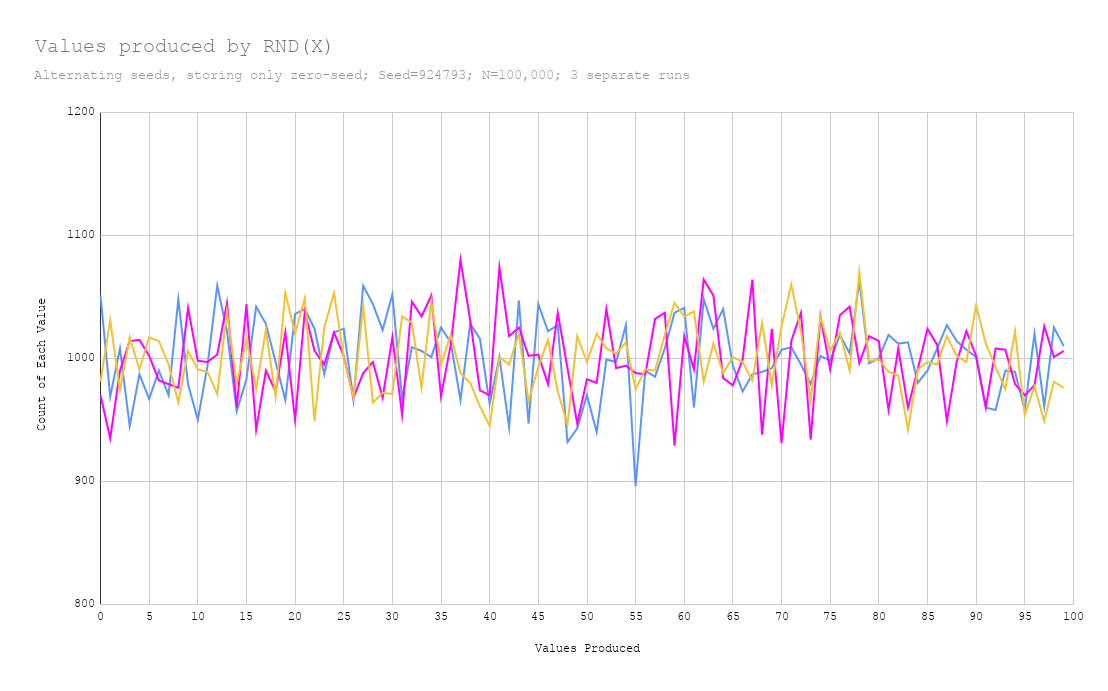 Values produced by RND(X)
Alternating seeds, storing only zero-seed; Seed=924793; N=100,000; 3 separate runs
1200
1100
1000
900
800
Count of Each Value
0 5 10 15 20 25 30 35 40 45 50 55 60 65 70 75 80 85 90 95 100
Values Produced